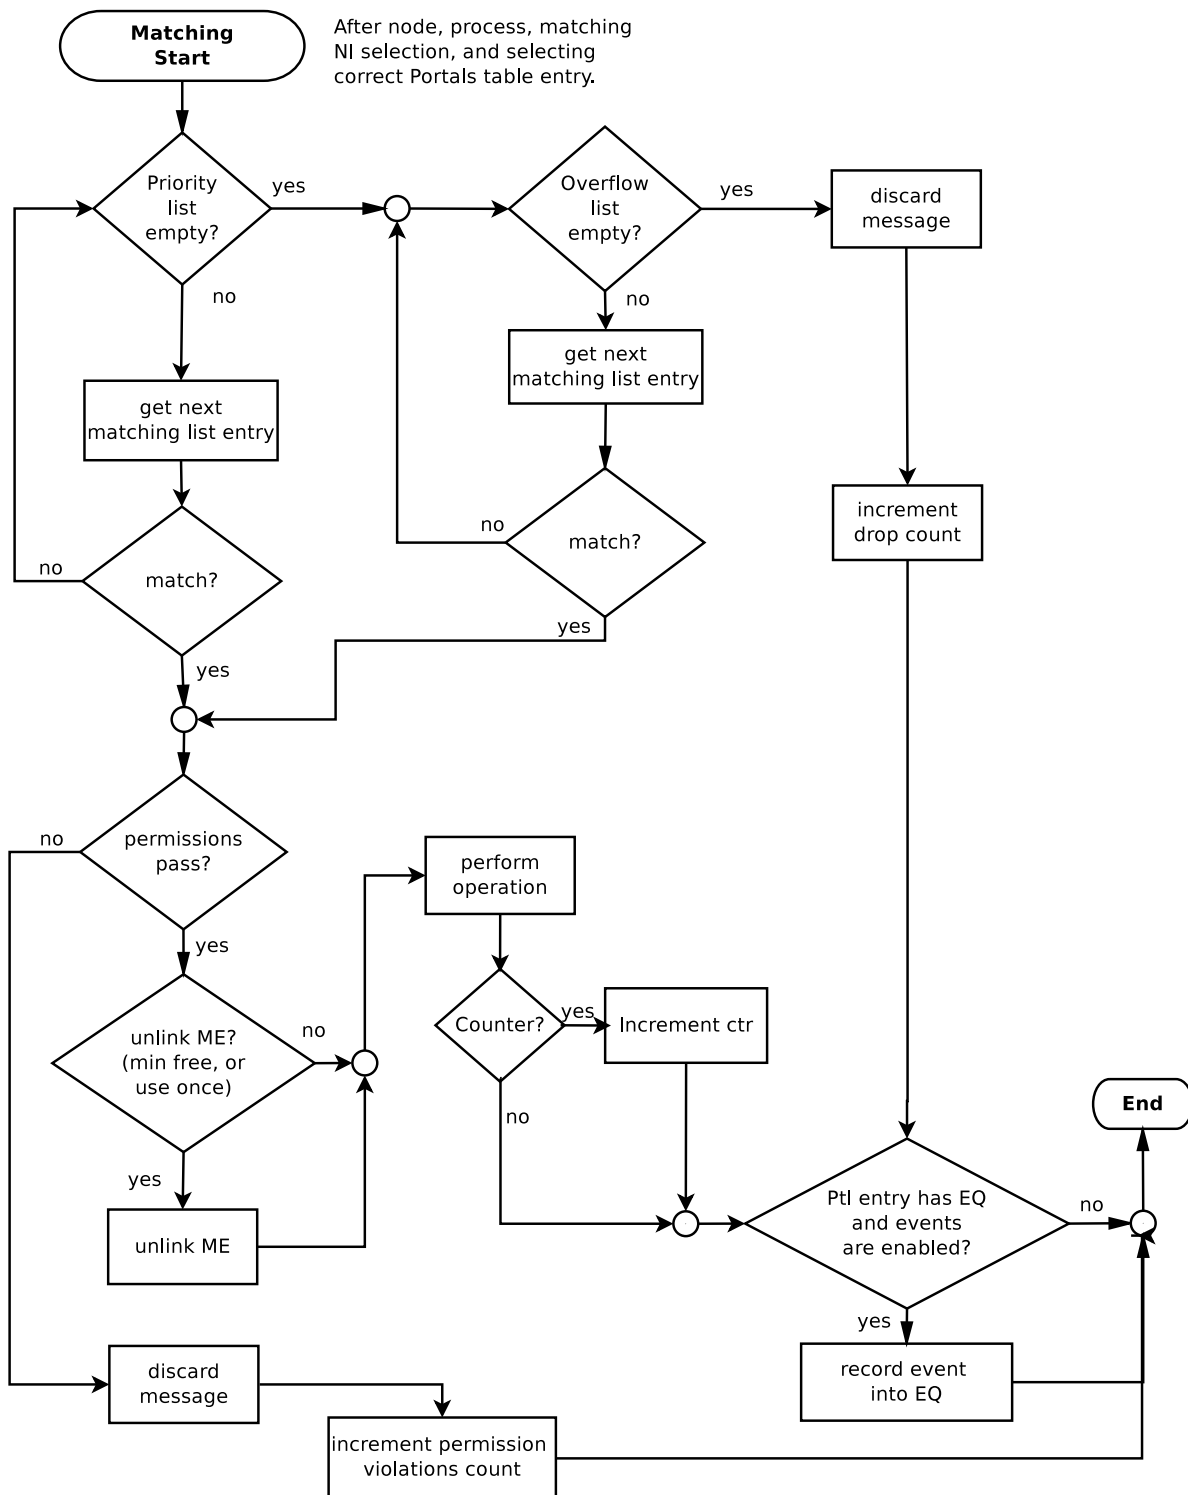 Matching
Start
After node, process, matching
NI selection, and selecting
correct Portals table entry.
Priority
list
empty?
yes
no
Overflow
list
empty?
yes
no
discard
message
get next
matching list entry
get next
matching list entry
match?
no
yes
match?
no
yes
increment
drop count
permissions
pass?
no
yes
perform
operation
unlink ME?
(min free, or
use once)
no
yes
Counter?
yes
no
Increment ctr
End
unlink ME
Ptl entry has EQ
and events
are enabled?
no
yes
discard
message
record event
into EQ
increment permission
violations count